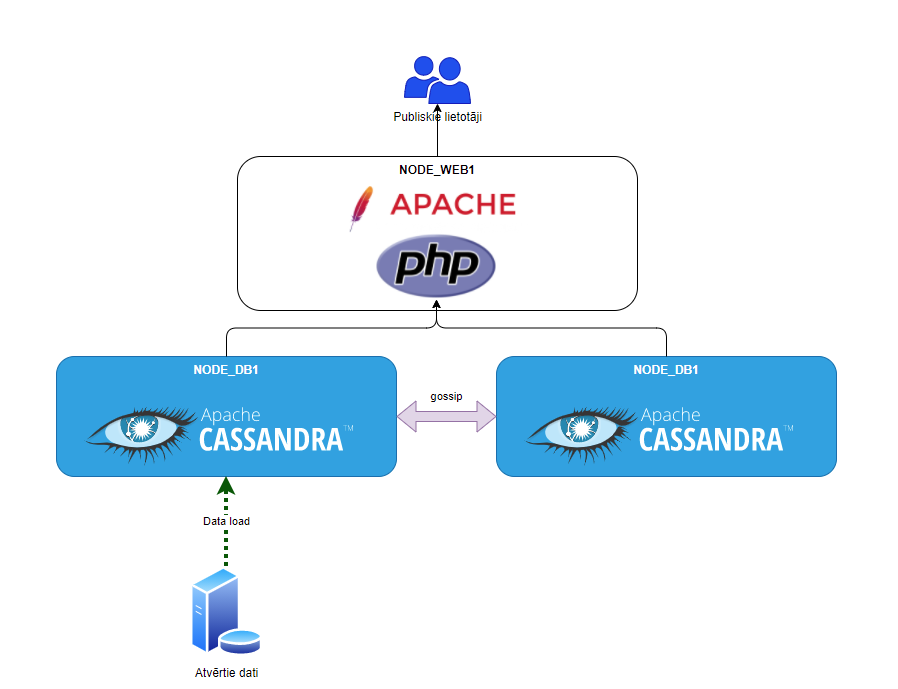 Publiskie lietotāji
NODE_WEB1
APACHE
php
NODE_DB1
Apache
CASSANDRA™
gossip
NODE_DB1
Apache
CASSANDRA™
Data load
Atvērtie dati